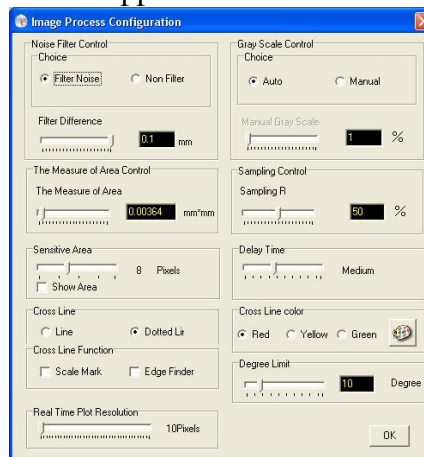 Image Process Configuration
Noise Filter Control
Choice
Filter Noise
Non Filter
Filter Difference
0.1 mm
Gray Scale Control
Choice
Auto
Manual
Manual Gray Scale
1 %
The Measure of Area Control
The Measure of Area
0.00364 mm*mm
Sampling Control
Sampling R
50 %
Sensitive Area
8 Pixels
Show Area
Delay Time
Medium
Cross Line
Line
Dotted Lir
Cross Line color
Red
Yellow
Green
Cross Line Function
Scale Mark
Edge Finder
Degree Limit
10 Degree
Real Time Plot Resolution
10Pixels
OK